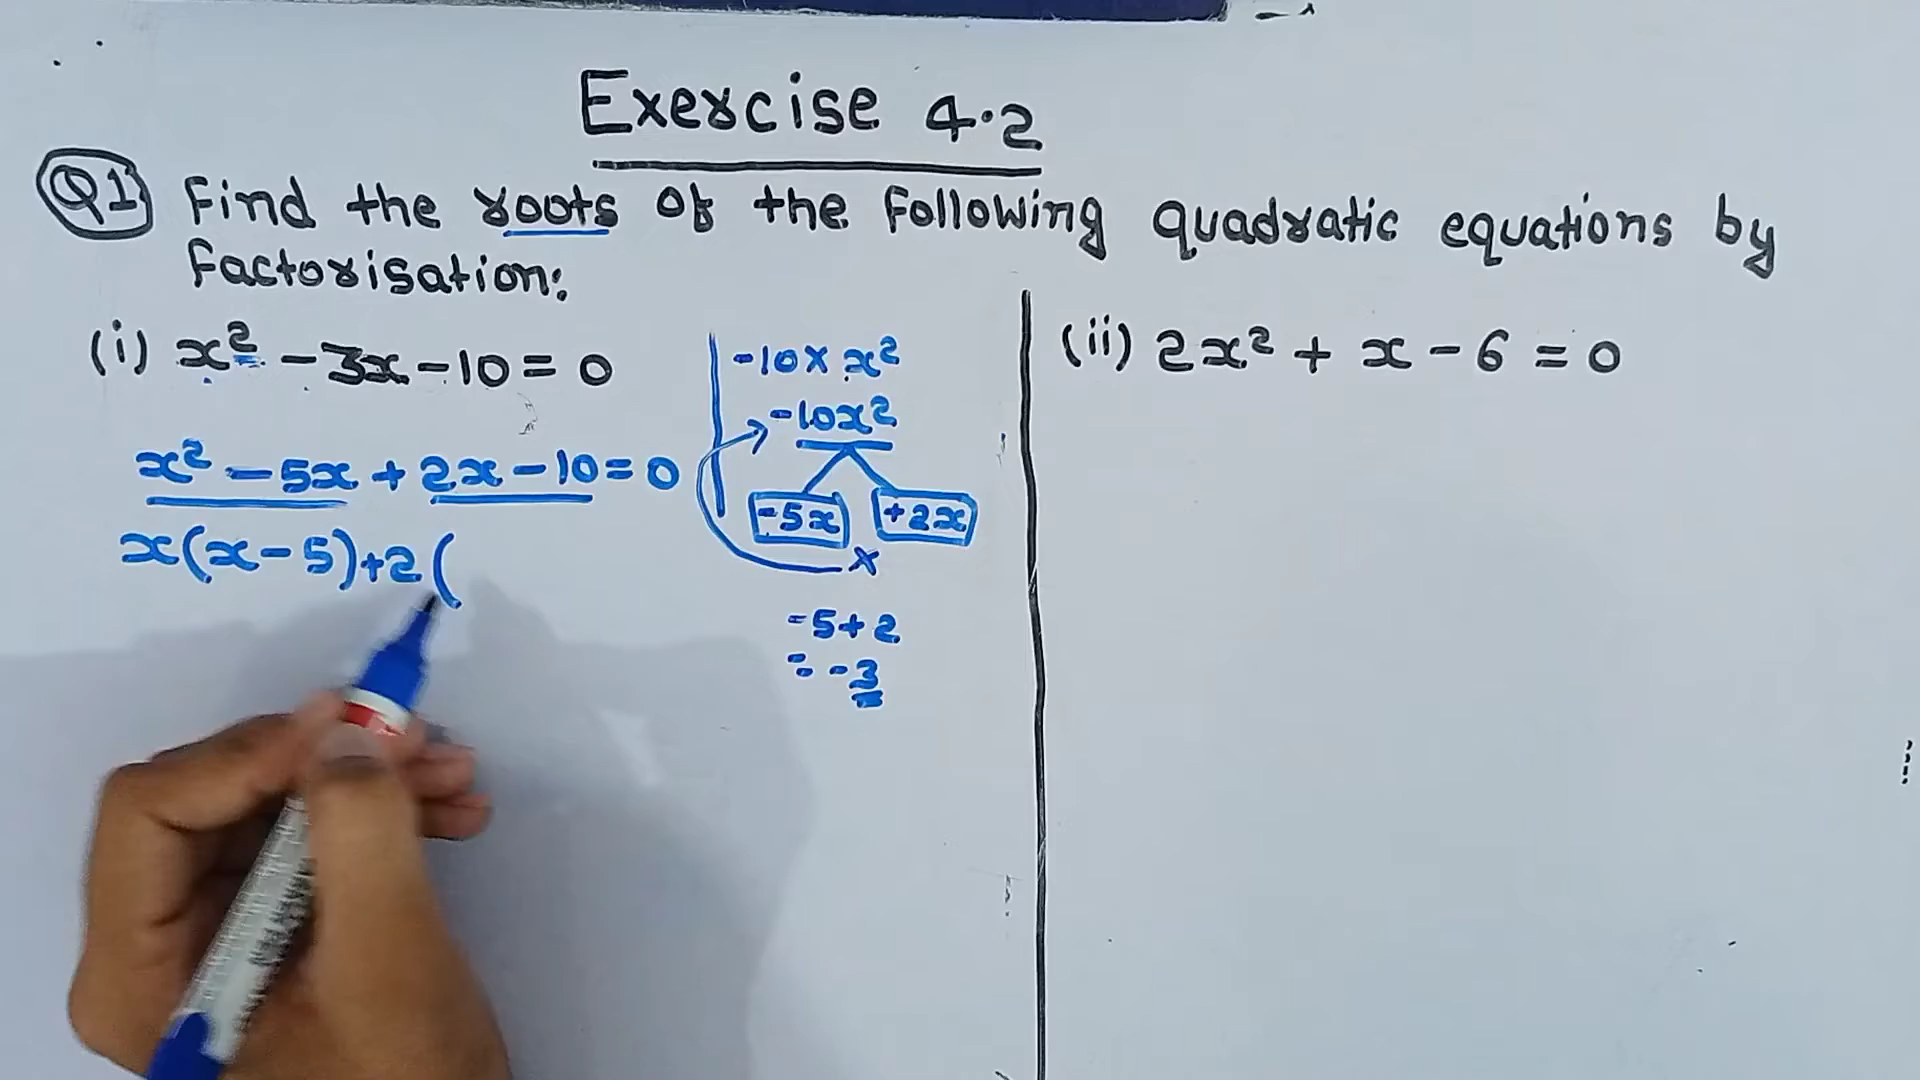 Exercise 4.2
Q1 Find the roots of the following quadratic equations by
factorisation:
(i) x² - 3x - 10 = 0
x² - 5x + 2x - 10 = 0
x(x - 5) + 2(
-10 × x²
-10x²
-5x +2x
×
-5+2
= -3
(ii) 2x² + x - 6 = 0